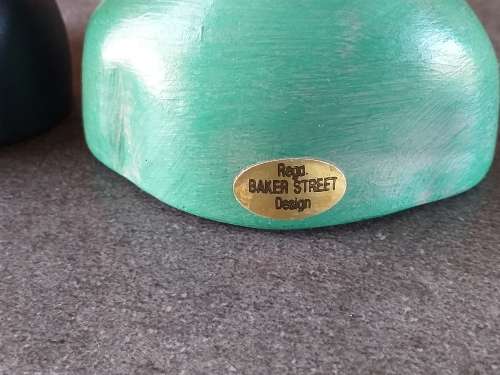 Regd.
BAKER STREET
Design